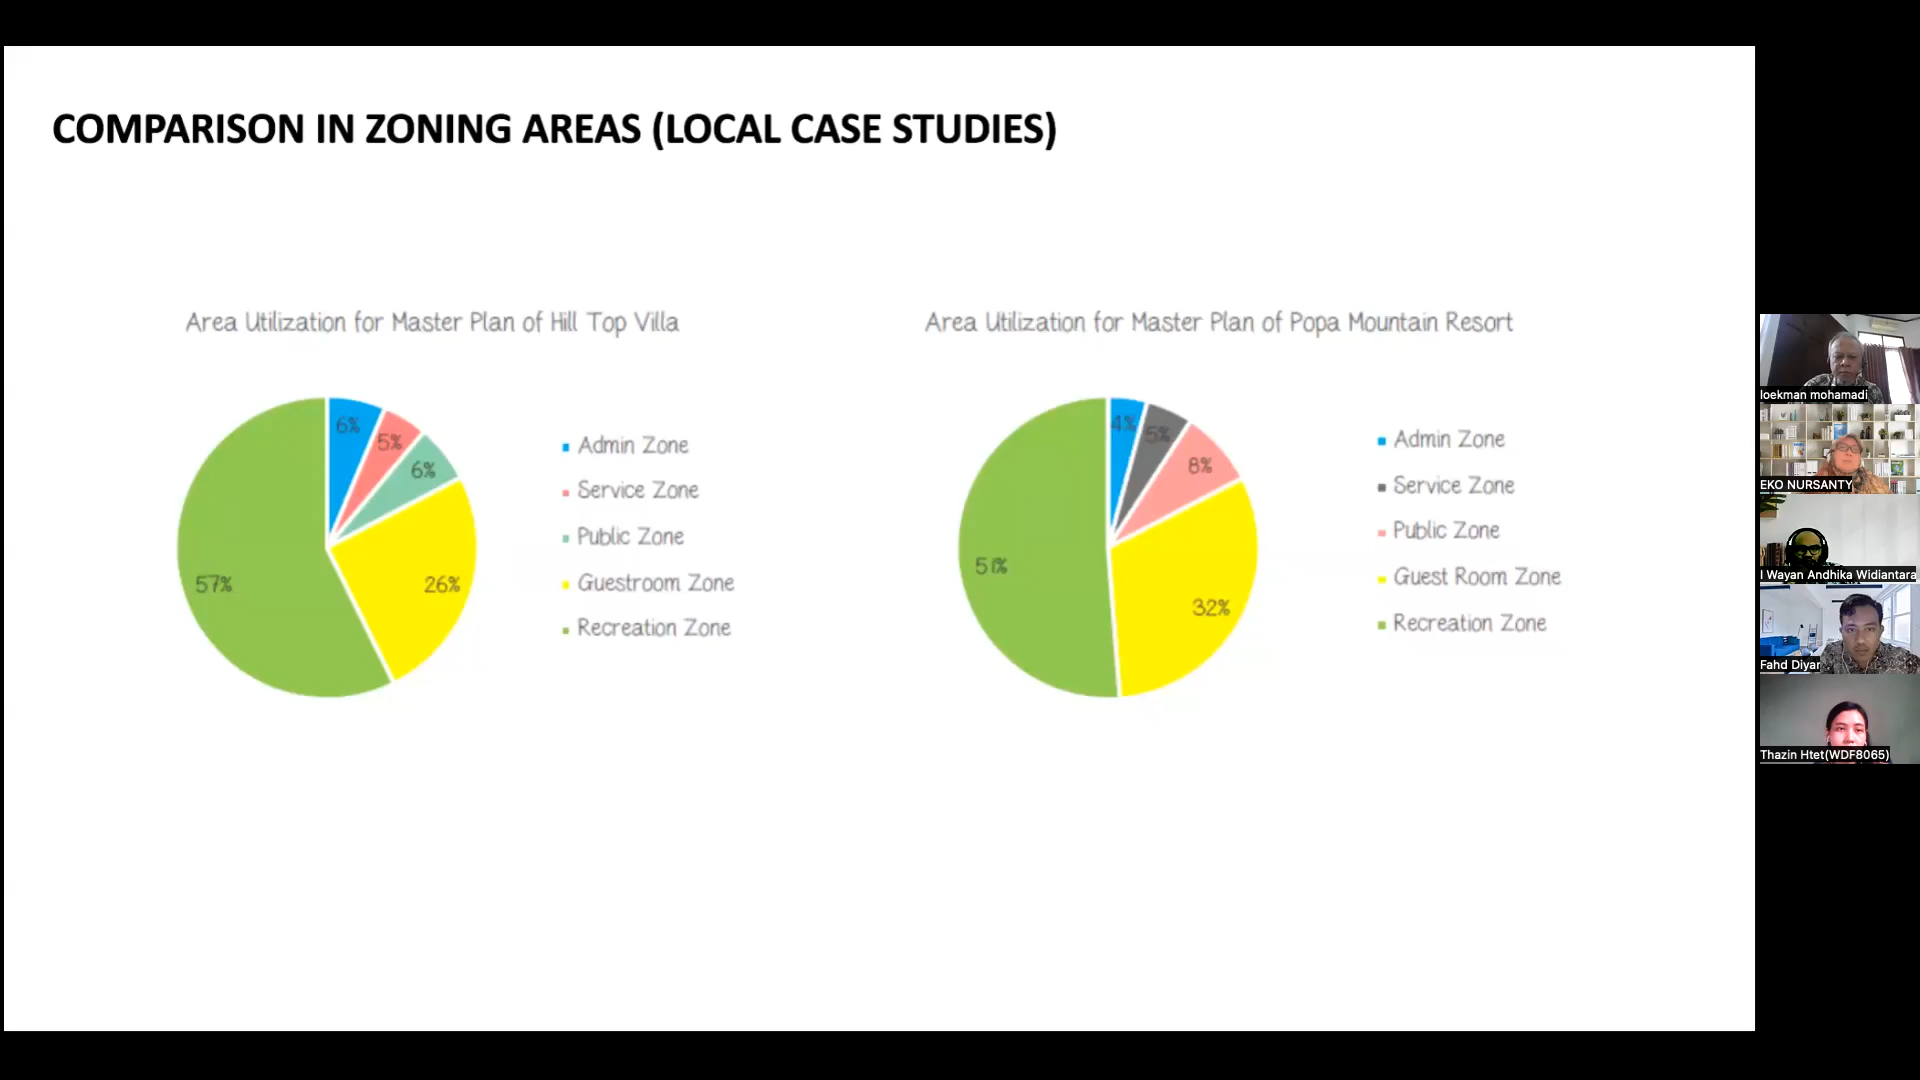 COMPARISON IN ZONING AREAS (LOCAL CASE STUDIES)
Area Utilization for Master Plan of Hill Top Villa
6%
5%
6%
26%
57%
Admin Zone
Service Zone
Public Zone
Guestroom Zone
Recreation Zone
Area Utilization for Master Plan of Popa Mountain Resort
4%
5%
8%
32%
51%
Admin Zone
Service Zone
Public Zone
Guest Room Zone
Recreation Zone
loekman mohamadi
EKO NURSANTY
I Wayan Andhika Widiantara
Fahd Diyar
Thazin Htet(WDF8065)